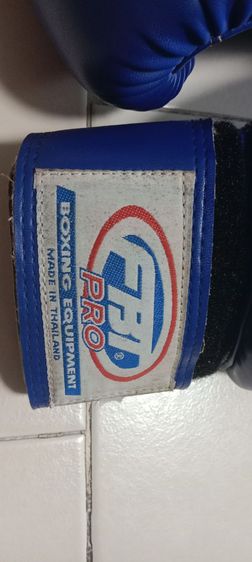 FBT®
PRO
BOXING EQUIPMENT
MADE IN THAILAND